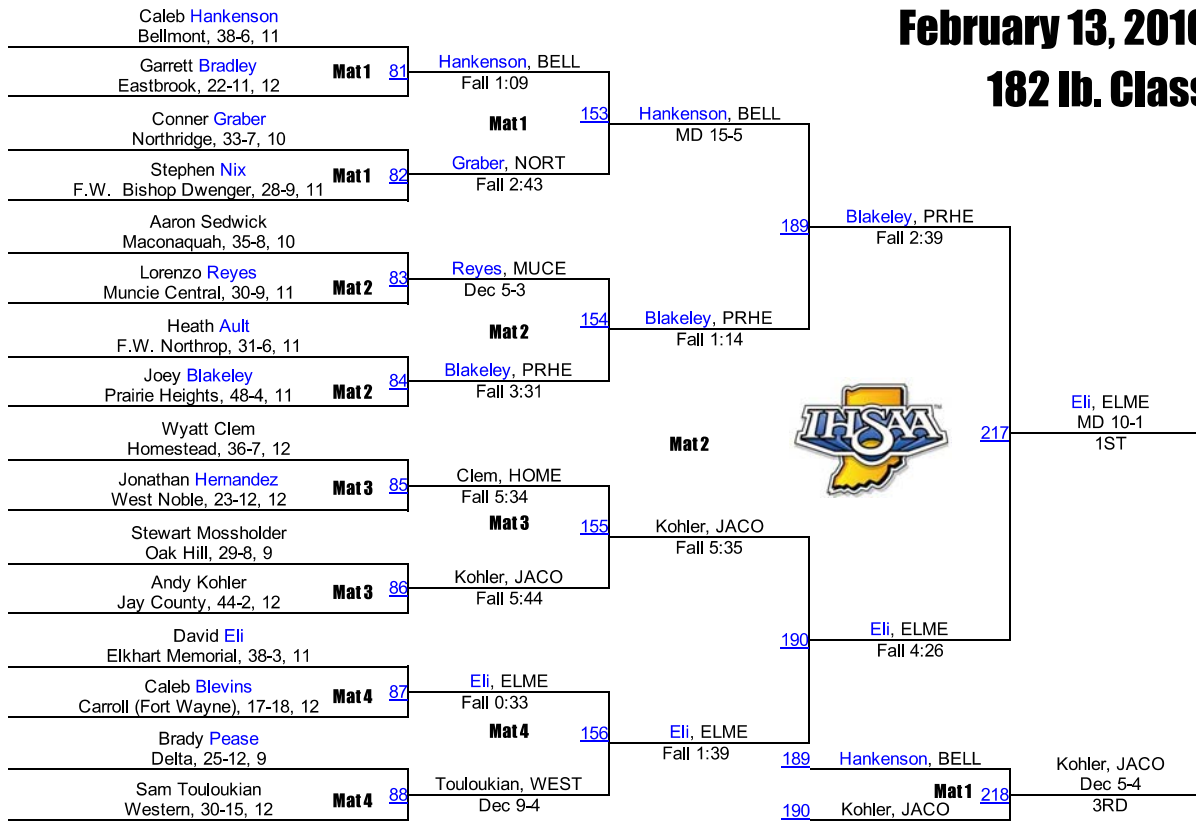 February 13, 2016
182 lb. Class
Caleb Hankenson
Bellmont, 38-6, 11
Garrett Bradley
Eastbrook, 22-11, 12
Mat 1 81
Hankenson, BELL
Fall 1:09
Conner Graber
Northridge, 33-7, 10
Mat 1
153
Hankenson, BELL
MD 15-5
Stephen Nix
F.W. Bishop Dwenger, 28-9, 11
Mat 1 82
Graber, NORT
Fall 2:43
Aaron Sedwick
Maconaquah, 35-8, 10
189
Blakeley, PRHE
Fall 2:39
Lorenzo Reyes
Muncie Central, 30-9, 11
Mat 2 83
Reyes, MUCE
Dec 5-3
Heath Ault
F.W. Northrop, 31-6, 11
Mat 2
154
Blakeley, PRHE
Fall 1:14
Joey Blakeley
Prairie Heights, 48-4, 11
Mat 2 84
Blakeley, PRHE
Fall 3:31
IHSAA
TM
Mat 2
217
Eli, ELME
MD 10-1
1ST
Wyatt Clem
Homestead, 36-7, 12
Jonathan Hernandez
West Noble, 23-12, 12
Mat 3 85
Clem, HOME
Fall 5:34
Stewart Mossholder
Oak Hill, 29-8, 9
Mat 3
155
Kohler, JACO
Fall 5:35
Andy Kohler
Jay County, 44-2, 12
Mat 3 86
Kohler, JACO
Fall 5:44
David Eli
Elkhart Memorial, 38-3, 11
190
Eli, ELME
Fall 4:26
Caleb Blevins
Carroll (Fort Wayne), 17-18, 12
Mat 4 87
Eli, ELME
Fall 0:33
Brady Pease
Delta, 25-12, 9
Mat 4
156
Eli, ELME
Fall 1:39
Sam Touloukian
Western, 30-15, 12
Mat 4 88
Touloukian, WEST
Dec 9-4
189 Hankenson, BELL
Mat 1 218
190 Kohler, JACO
Kohler, JACO
Dec 5-4
3RD